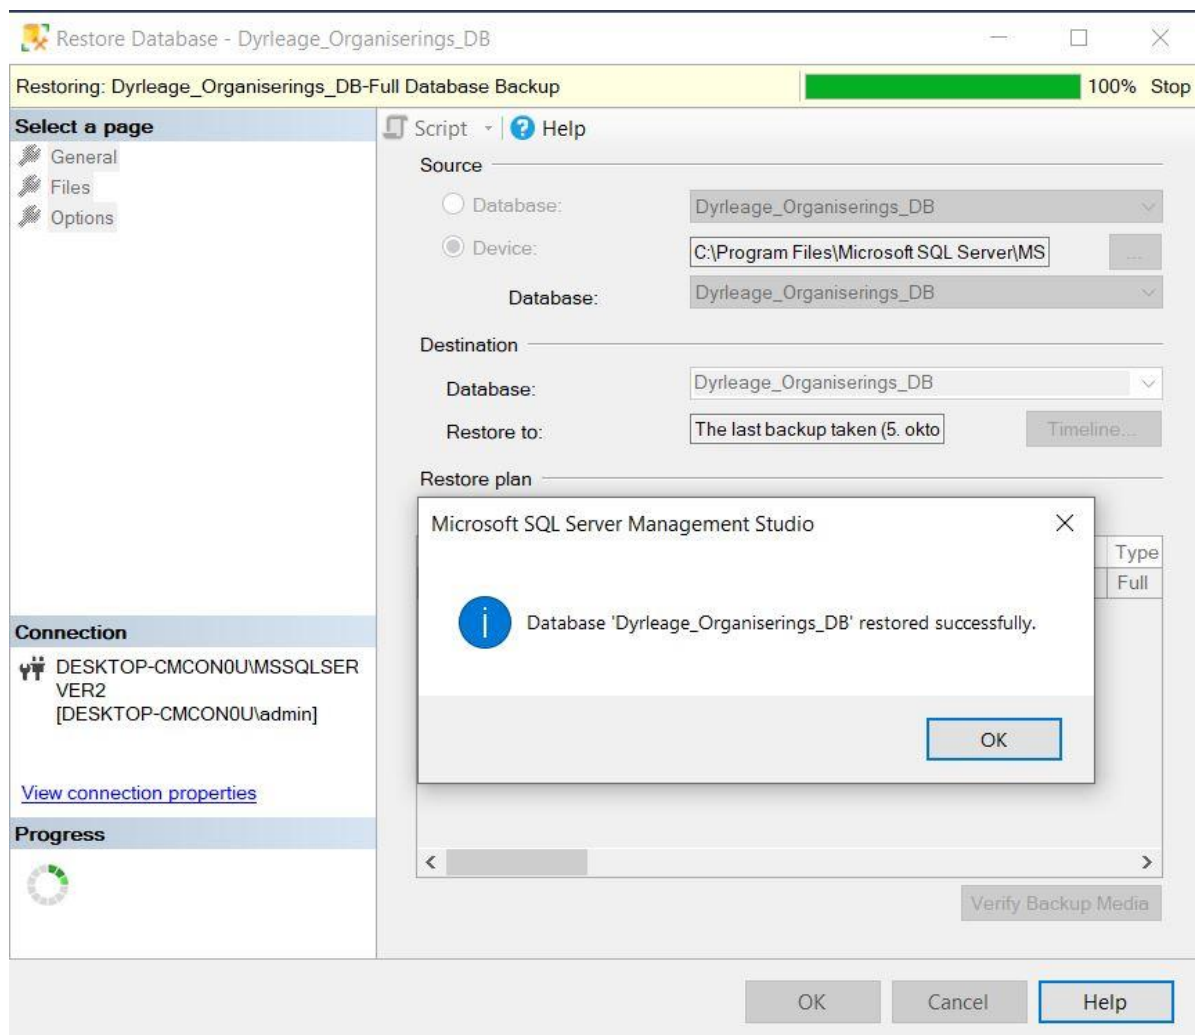 Restore Database - Dyrleage_Organiserings_DB
Restoring: Dyrleage_Organiserings_DB-Full Database Backup
100% Stop
Select a page
General
Files
Options
Script
Help
Source
Database:
Dyrleage_Organiserings_DB
Device:
C:\Program Files\Microsoft SQL Server\MS
...
Database:
Dyrleage_Organiserings_DB
Destination
Database:
Dyrleage_Organiserings_DB
Restore to:
The last backup taken (5. okto
Timeline...
Restore plan
Type
Full
Microsoft SQL Server Management Studio
Database 'Dyrleage_Organiserings_DB' restored successfully.
OK
Connection
DESKTOP-CMCON0U\MSSQLSER
VER2
[DESKTOP-CMCON0U\admin]
View connection properties
Progress
Verify Backup Media
OK
Cancel
Help